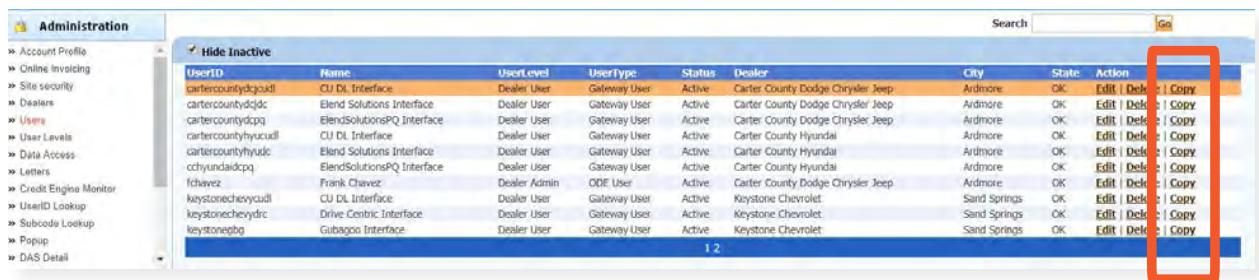 Administration
Search Go
» Account Profile
» Online Invoicing
» Site security
» Dealers
» Users
» User Levels
» Data Access
» Letters
» Credit Engine Monitor
» UserID Lookup
» Subcode Lookup
» Popup
» DAS Detail
Hide Inactive
UserID Name UserLevel UserType Status Dealer City State Action
cartercountydcjcudl CU DL Interface Dealer User Gateway User Active Carter County Dodge Chrysler Jeep Ardmore OK Edit | Delete | Copy
cartercountydcjdc Elend Solutions Interface Dealer User Gateway User Active Carter County Dodge Chrysler Jeep Ardmore OK Edit | Delete | Copy
cartercountydcpq ElendSolutionsPQ Interface Dealer User Gateway User Active Carter County Dodge Chrysler Jeep Ardmore OK Edit | Delete | Copy
cartercountyhyucudl CU DL Interface Dealer User Gateway User Active Carter County Hyundai Ardmore OK Edit | Delete | Copy
cartercountyhyudc Elend Solutions Interface Dealer User Gateway User Active Carter County Hyundai Ardmore OK Edit | Delete | Copy
cchyundaidcpq ElendSolutionsPQ Interface Dealer User Gateway User Active Carter County Hyundai Ardmore OK Edit | Delete | Copy
fchavez Frank Chavez Dealer Admin ODE User Active Carter County Dodge Chrysler Jeep Ardmore OK Edit | Delete | Copy
keystonechevycudl CU DL Interface Dealer User Gateway User Active Keystone Chevrolet Sand Springs OK Edit | Delete | Copy
keystonechevydrc Drive Centric Interface Dealer User Gateway User Active Keystone Chevrolet Sand Springs OK Edit | Delete | Copy
keystonegbg Gubagoo Interface Dealer User Gateway User Active Keystone Chevrolet Sand Springs OK Edit | Delete | Copy
1 2